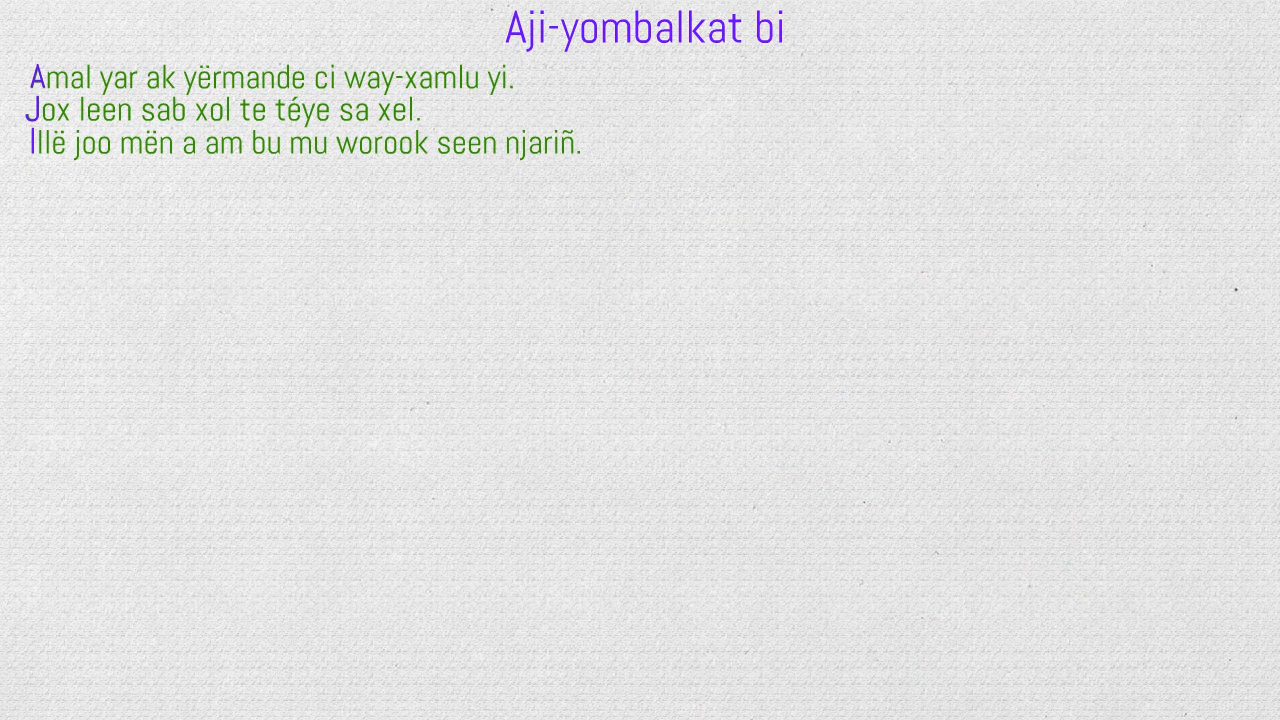 Aji-yombalkat bi
Amal yar ak yërmande ci way-xamlu yi.
Jox leen sab xol te téye sa xel.
Illë joo mën a am bu mu worook seen njariñ.